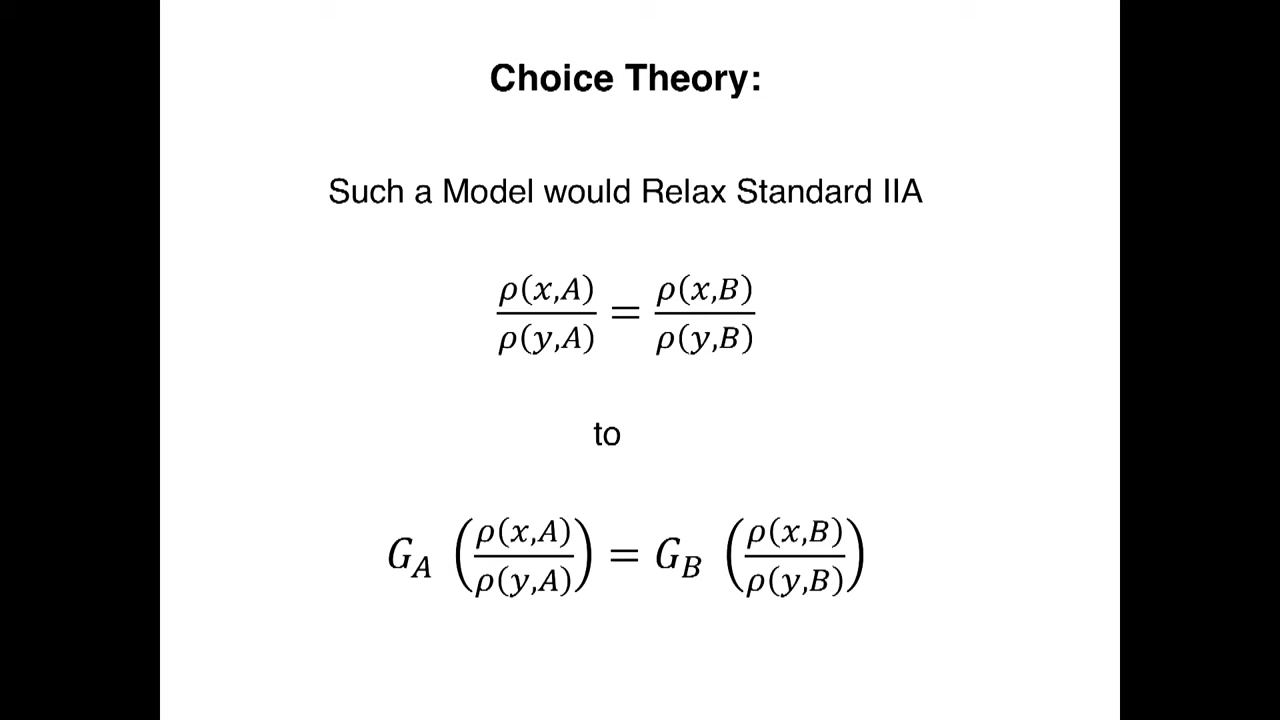 Choice Theory:
Such a Model would Relax Standard IIA
ρ(x,A)/ρ(y,A) = ρ(x,B)/ρ(y,B)
to
G_A (ρ(x,A)/ρ(y,A)) = G_B (ρ(x,B)/ρ(y,B))